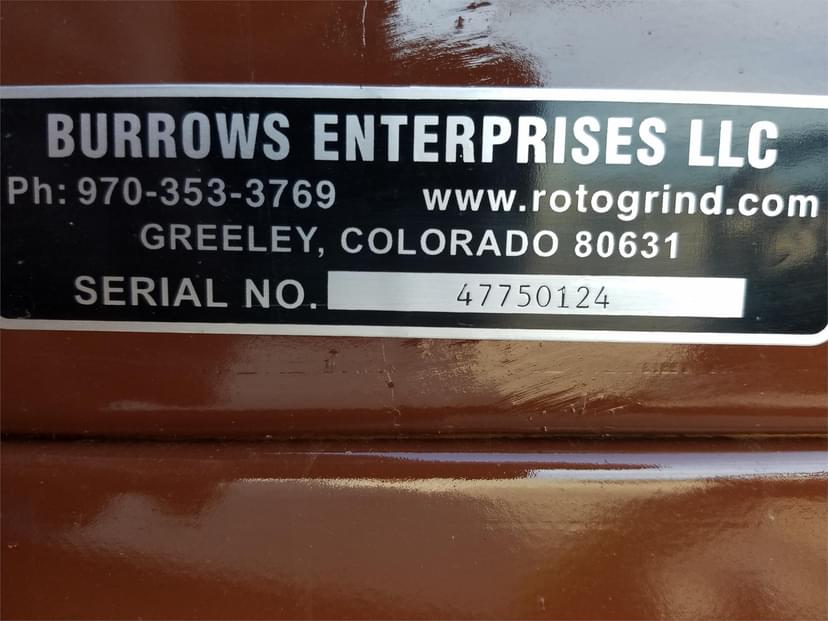 BURROWS ENTERPRISES LLC
Ph: 970-353-3769 www.rotogrind.com
GREELEY, COLORADO 80631
SERIAL NO. 47750124